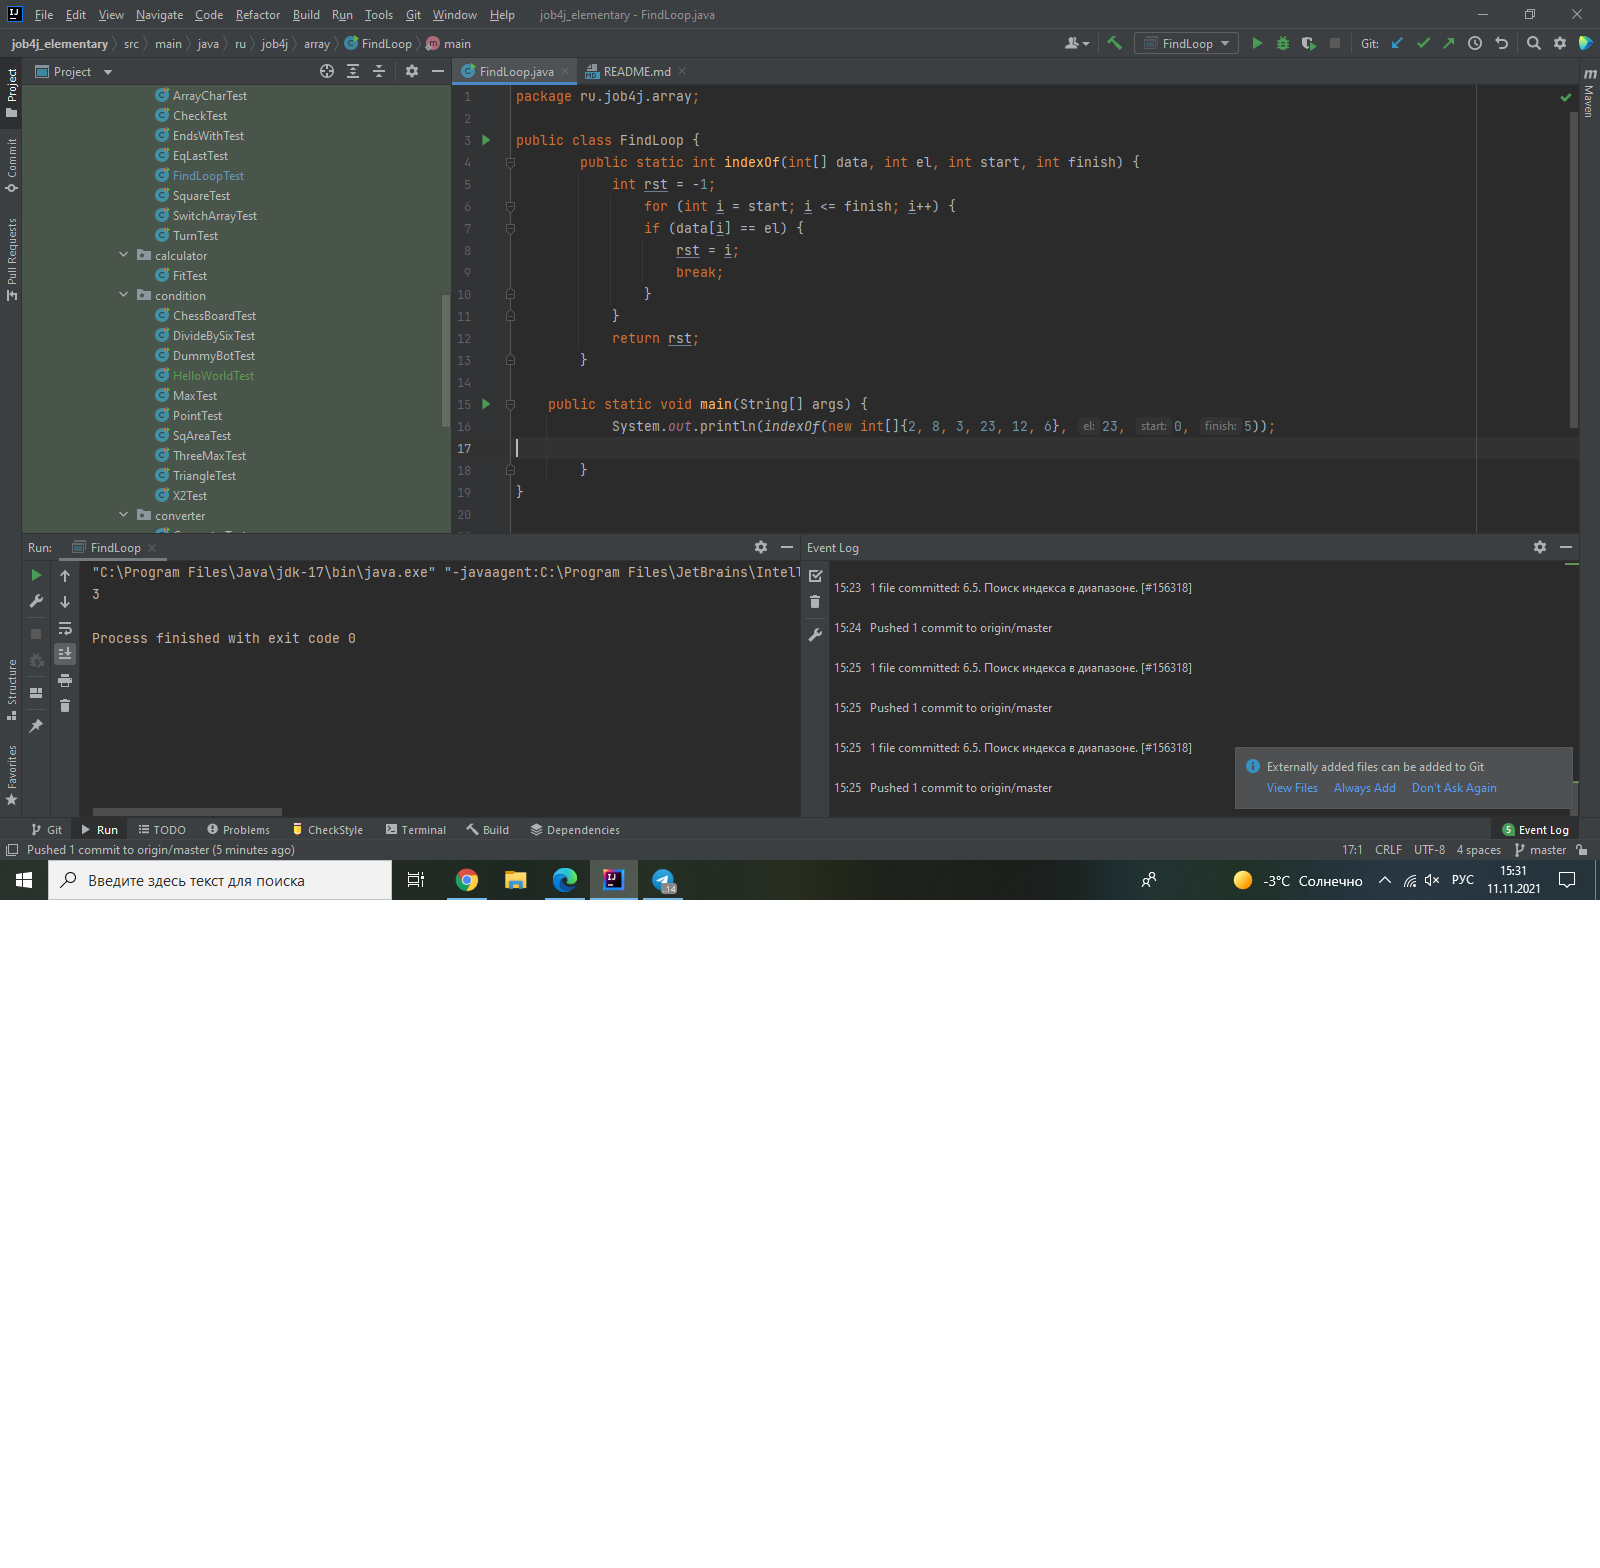 File Edit View Navigate Code Refactor Build Run Tools Git Window Help job4j_elementary - FindLoop.java
job4j_elementary src main java ru job4j array FindLoop main
FindLoop Git:
Project
FindLoop.java README.md
Project
Commit
Pull Requests
Structure
Favorites
Maven
ArrayCharTest
CheckTest
EndsWithTest
EqLastTest
FindLoopTest
SquareTest
SwitchArrayTest
TurnTest
calculator
FitTest
condition
ChessBoardTest
DivideBySixTest
DummyBotTest
HelloWorldTest
MaxTest
PointTest
SqAreaTest
ThreeMaxTest
TriangleTest
X2Test
converter
1 package ru.job4j.array;
2
3 public class FindLoop {
4 public static int indexOf(int[] data, int el, int start, int finish) {
5 int rst = -1;
6 for (int i = start; i <= finish; i++) {
7 if (data[i] == el) {
8 rst = i;
9 break;
10 }
11 }
12 return rst;
13 }
14
15 public static void main(String[] args) {
16 System.out.println(indexOf(new int[]{2, 8, 3, 23, 12, 6}, el: 23, start: 0, finish: 5));
17
18 }
19 }
20
Run: FindLoop
"C:\Program Files\Java\jdk-17\bin\java.exe" "-javaagent:C:\Program Files\JetBrains\Intel
3
Process finished with exit code 0
Event Log
15:23 1 file committed: 6.5. Поиск индекса в диапазоне. [#156318]
15:24 Pushed 1 commit to origin/master
15:25 1 file committed: 6.5. Поиск индекса в диапазоне. [#156318]
15:25 Pushed 1 commit to origin/master
15:25 1 file committed: 6.5. Поиск индекса в диапазоне. [#156318]
15:25 Pushed 1 commit to origin/master
Externally added files can be added to Git
View Files Always Add Don't Ask Again
Git Run TODO Problems CheckStyle Terminal Build Dependencies 5 Event Log
Pushed 1 commit to origin/master (5 minutes ago) 17:1 CRLF UTF-8 4 spaces master
Введите здесь текст для поиска
..14
-3°C Солнечно РУС
15:31
11.11.2021